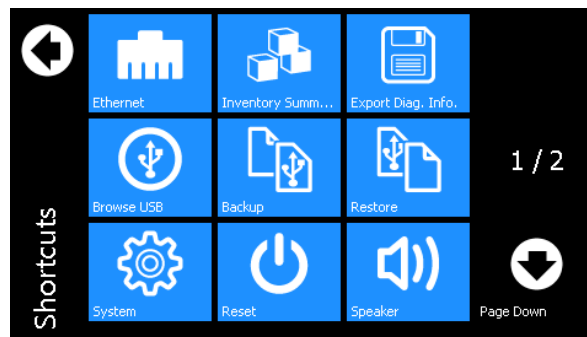 Ethernet
Inventory Summ...
Export Diag. Info.
Browse USB
Backup
Restore
1 / 2
Shortcuts
System
Reset
Speaker
Page Down